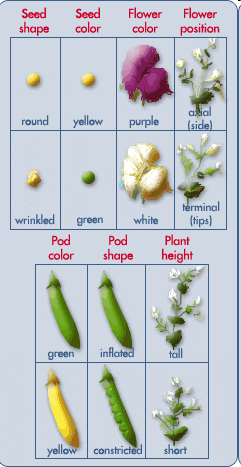 Seed Seed Flower Flower
shape color color position
round yellow purple axial
(side)
wrinkled green white terminal
(tips)
Pod Pod Plant
color shape height
green inflated tall
yellow constricted short